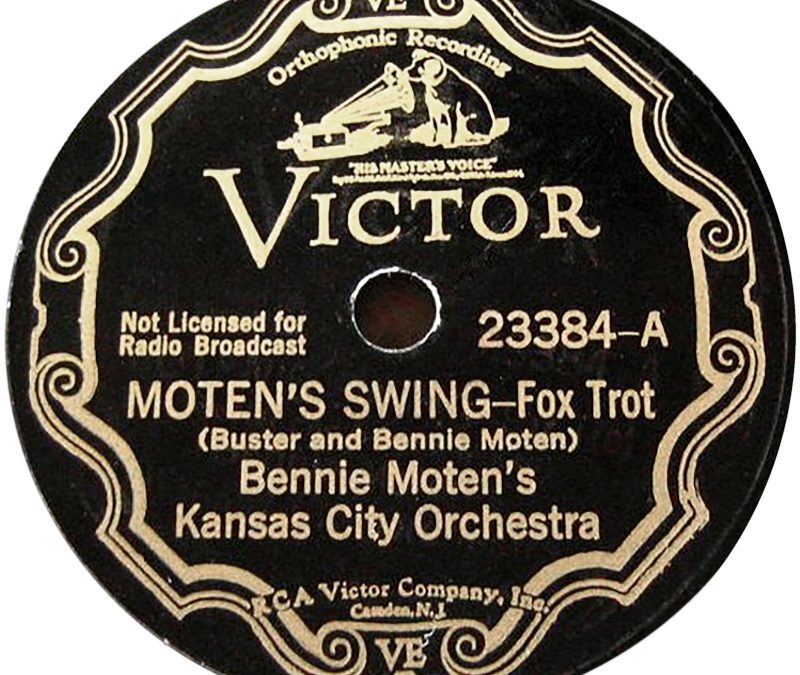 VE
Orthophonic Recording
"HIS MASTER'S VOICE"
VICTOR
Not Licensed for
Radio Broadcast
23384-A
MOTEN'S SWING-Fox Trot
(Buster and Bennie Moten)
Bennie Moten's
Kansas City Orchestra
RCA Victor Company, Inc.
Camden, N.J.
VE